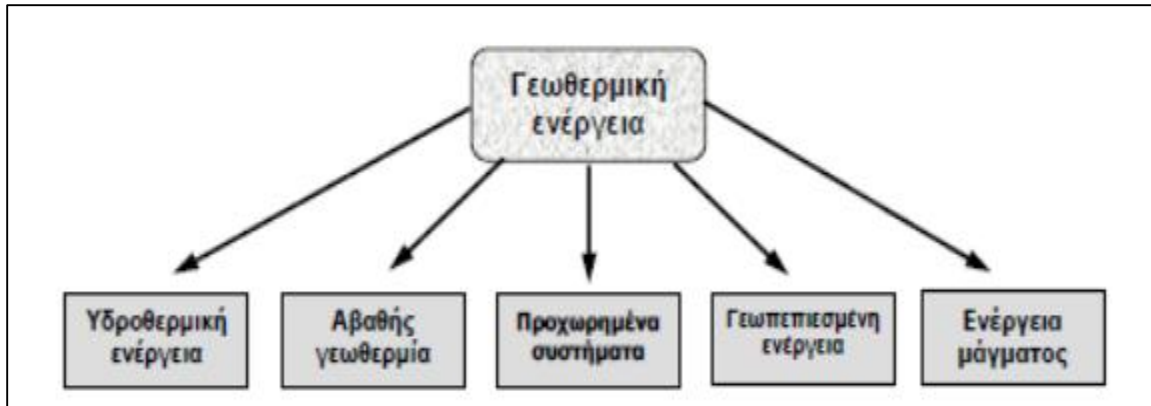 Γεωθερμική
ενέργεια
Υδροθερμική
ενέργεια
Αβαθής
γεωθερμία
Προχωρημένα
συστήματα
Γεωπεπιεσμένη
ενέργεια
Ενέργεια
μάγματος